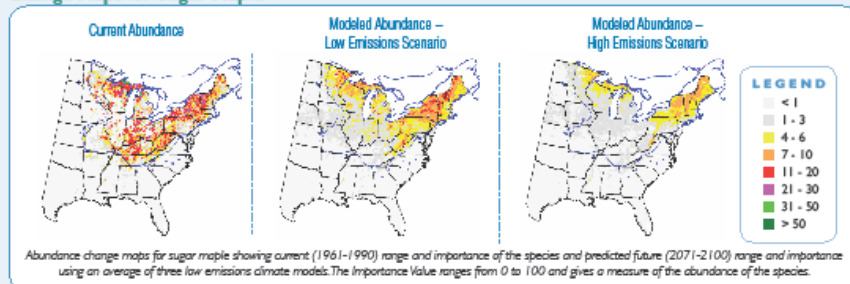 Current Abundance
Modeled Abundance –
Low Emissions Scenario
Modeled Abundance –
High Emissions Scenario
LEGEND
< 1
1 - 3
4 - 6
7 - 10
11 - 20
21 - 30
31 - 50
> 50
Abundance change maps for sugar maple showing current (1961-1990) range and importance of the species and predicted future (2071-2100) range and importance
using an average of three low emissions climate models. The Importance Value ranges from 0 to 100 and gives a measure of the abundance of the species.